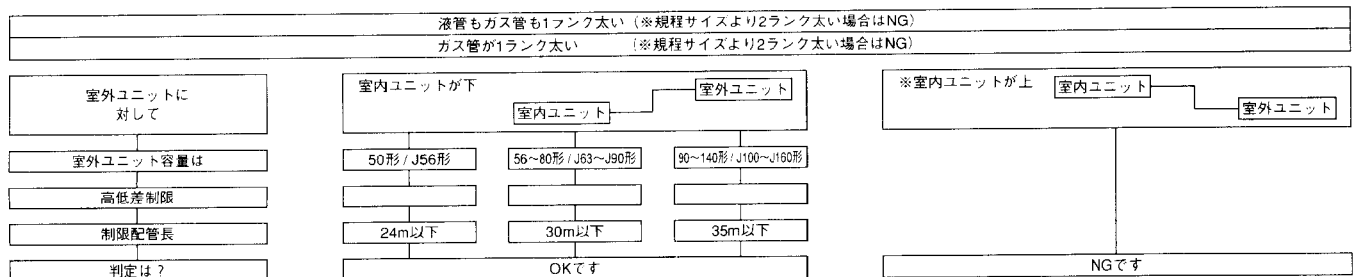 液管もガス管も1ランク太い（※規程サイズより2ランク太い場合はNG）
ガス管が1ランク太い　　　（※規程サイズより2ランク太い場合はNG）
室外ユニットに
対して
室内ユニットが下
室外ユニット
室内ユニット
※室内ユニットが上
室内ユニット
室外ユニット
室外ユニット容量は
50形/J56形
56～80形/J63～J90形
90～140形/J100～J160形
高低差制限
制限配管長
24m以下
30m以下
35m以下
判定は？
OKです
NGです